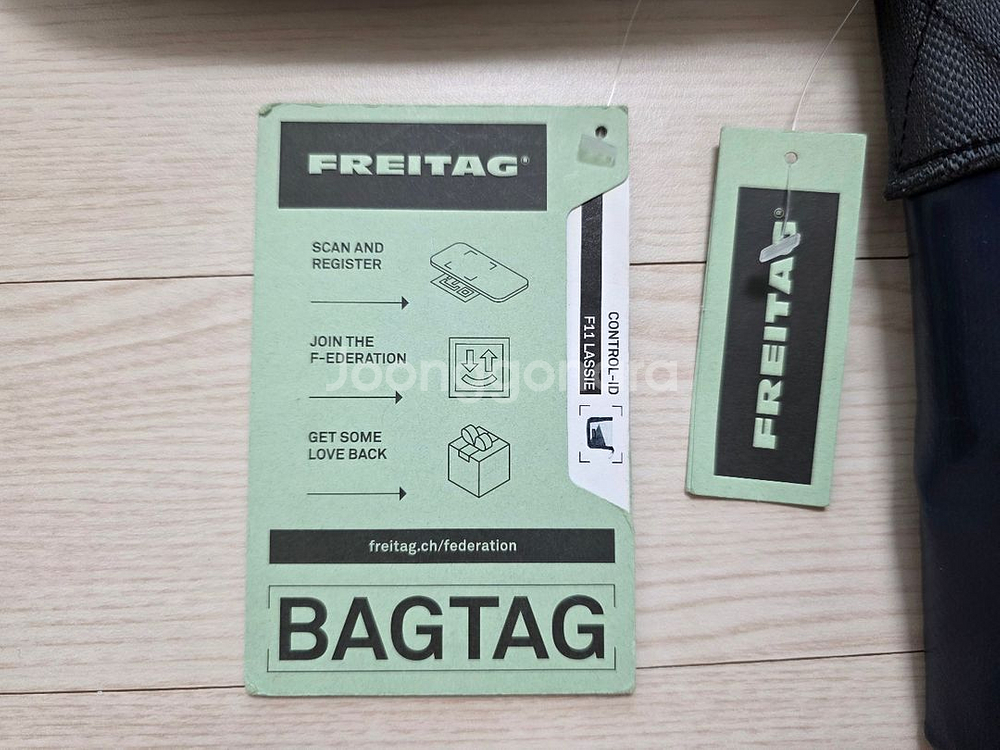 FREITAG®
SCAN AND
REGISTER
JOIN THE
F-EDERATION
GET SOME
LOVE BACK
freitag.ch/federation
BAGTAG
CONTROL-ID
F11 LASSIE
FREITAG®
Joonggonara